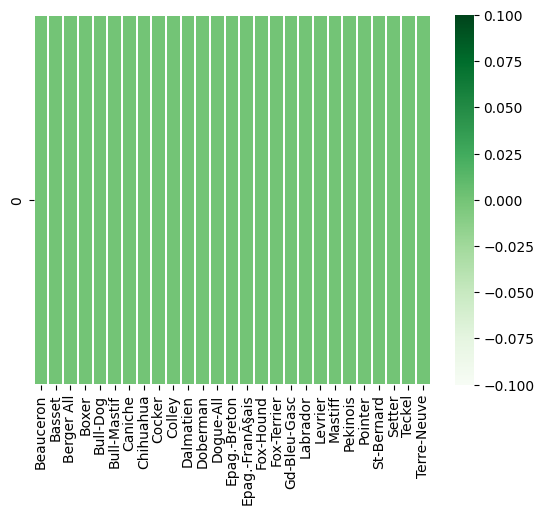 0
Beauceron
Basset
Berger All
Boxer
Bull-Dog
Bull-Mastif
Caniche
Chihuahua
Cocker
Colley
Dalmatien
Doberman
Dogue-All
Epag.-Breton
Epag.-FranÃ§ais
Fox-Hound
Fox-Terrier
Gd-Bleu-Gasc
Labrador
Levrier
Mastiff
Pekinois
Pointer
St-Bernard
Setter
Teckel
Terre-Neuve
0.100
0.075
0.050
0.025
0.000
−0.025
−0.050
−0.075
−0.100